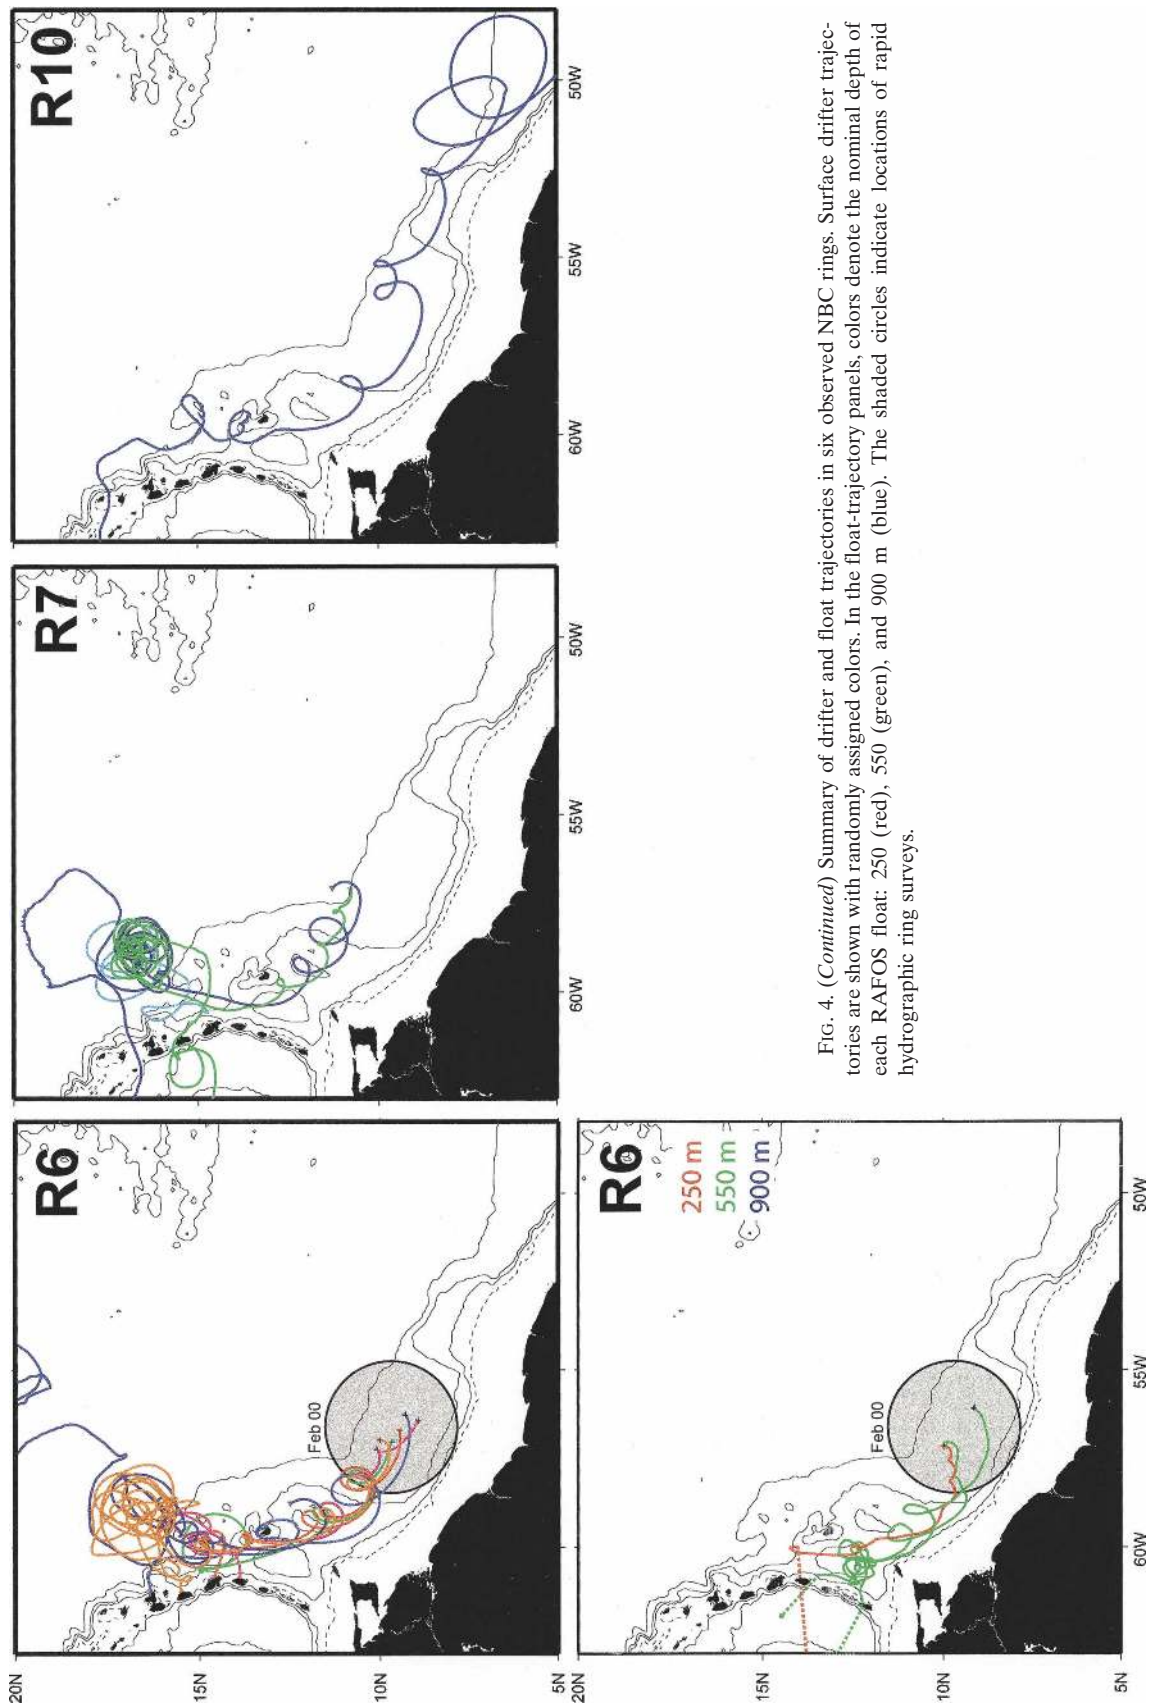 20N
15N
10N
R6
Feb 00
R7
60W
55W
50W
R10
60W
55W
50W
20N
15N
10N
5N
R6
250 m
550 m
900 m
Feb 00
60W
55W
50W
FIG. 4. (Continued) Summary of drifter and float trajectories in six observed NBC rings. Surface drifter trajec-
tories are shown with randomly assigned colors. In the float-trajectory panels, colors denote the nominal depth of
each RAFOS float: 250 (red), 550 (green), and 900 m (blue). The shaded circles indicate locations of rapid
hydrographic ring surveys.